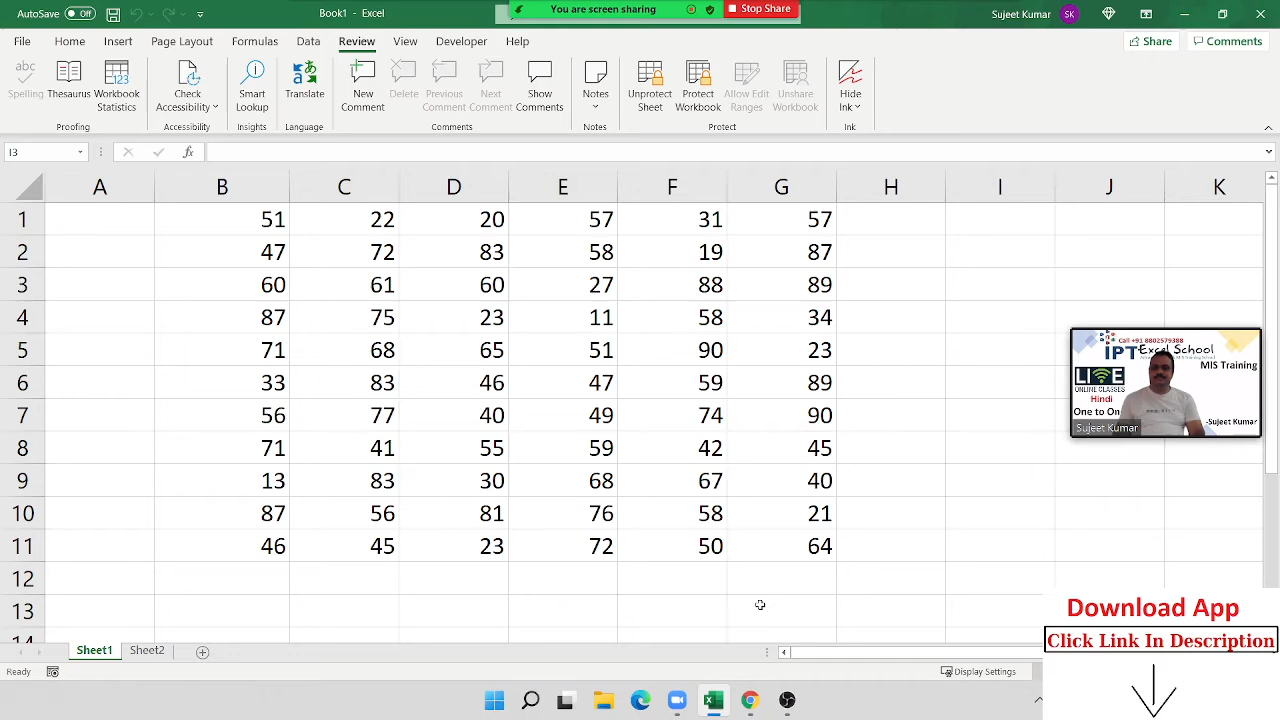 AutoSave Off Book1 - Excel You are screen sharing Stop Share Sujeet Kumar SK
File Home Insert Page Layout Formulas Data Review View Developer Help Share Comments
Spelling Thesaurus Workbook Statistics Check Accessibility Smart Lookup Translate New Comment Delete Previous Comment Next Comment Show Comments Notes Unprotect Sheet Protect Workbook Allow Edit Ranges Unshare Workbook Hide Ink
Proofing Accessibility Insights Language Comments Notes Protect Ink
I3 fx
A B C D E F G H I J K
1 51 22 20 57 31 57
2 47 72 83 58 19 87
3 60 61 60 27 88 89
4 87 75 23 11 58 34
5 71 68 65 51 90 23
6 33 83 46 47 59 89
7 56 77 40 49 74 90
8 71 41 55 59 42 45
9 13 83 30 68 67 40
10 87 56 81 76 58 21
11 46 45 23 72 50 64
12
13
14
Call +91 8802579388
IPT Excel School
MIS Training
LIVE
ONLINE CLASSES
Hindi
One to On
-Sujeet Kumar
Sujeet Kumar
Download App
Click Link In Description
Sheet1 Sheet2
Ready Display Settings